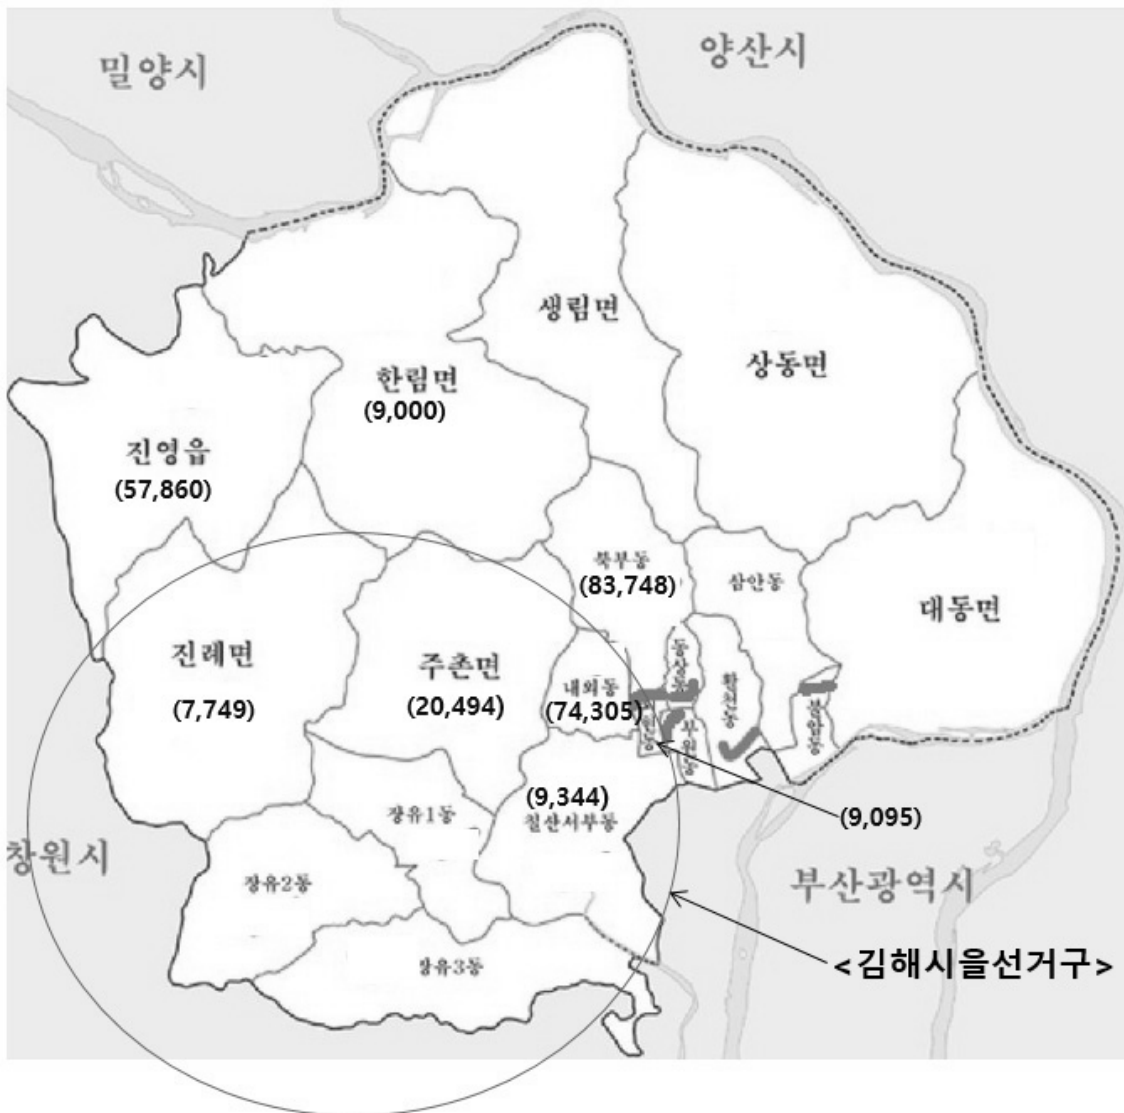 양산시
밀양시
생림면
상동면
한림면
(9,000)
진영읍
(57,860)
북부동
(83,748)
삼안동
대동면
진례면
(7,749)
주촌면
(20,494)
내외동
(74,305)
동상동
활천동
불암동
부원동
(9,344)
칠산서부동
장유1동
(9,095)
창원시
장유2동
부산광역시
장유3동
<김해시을선거구>